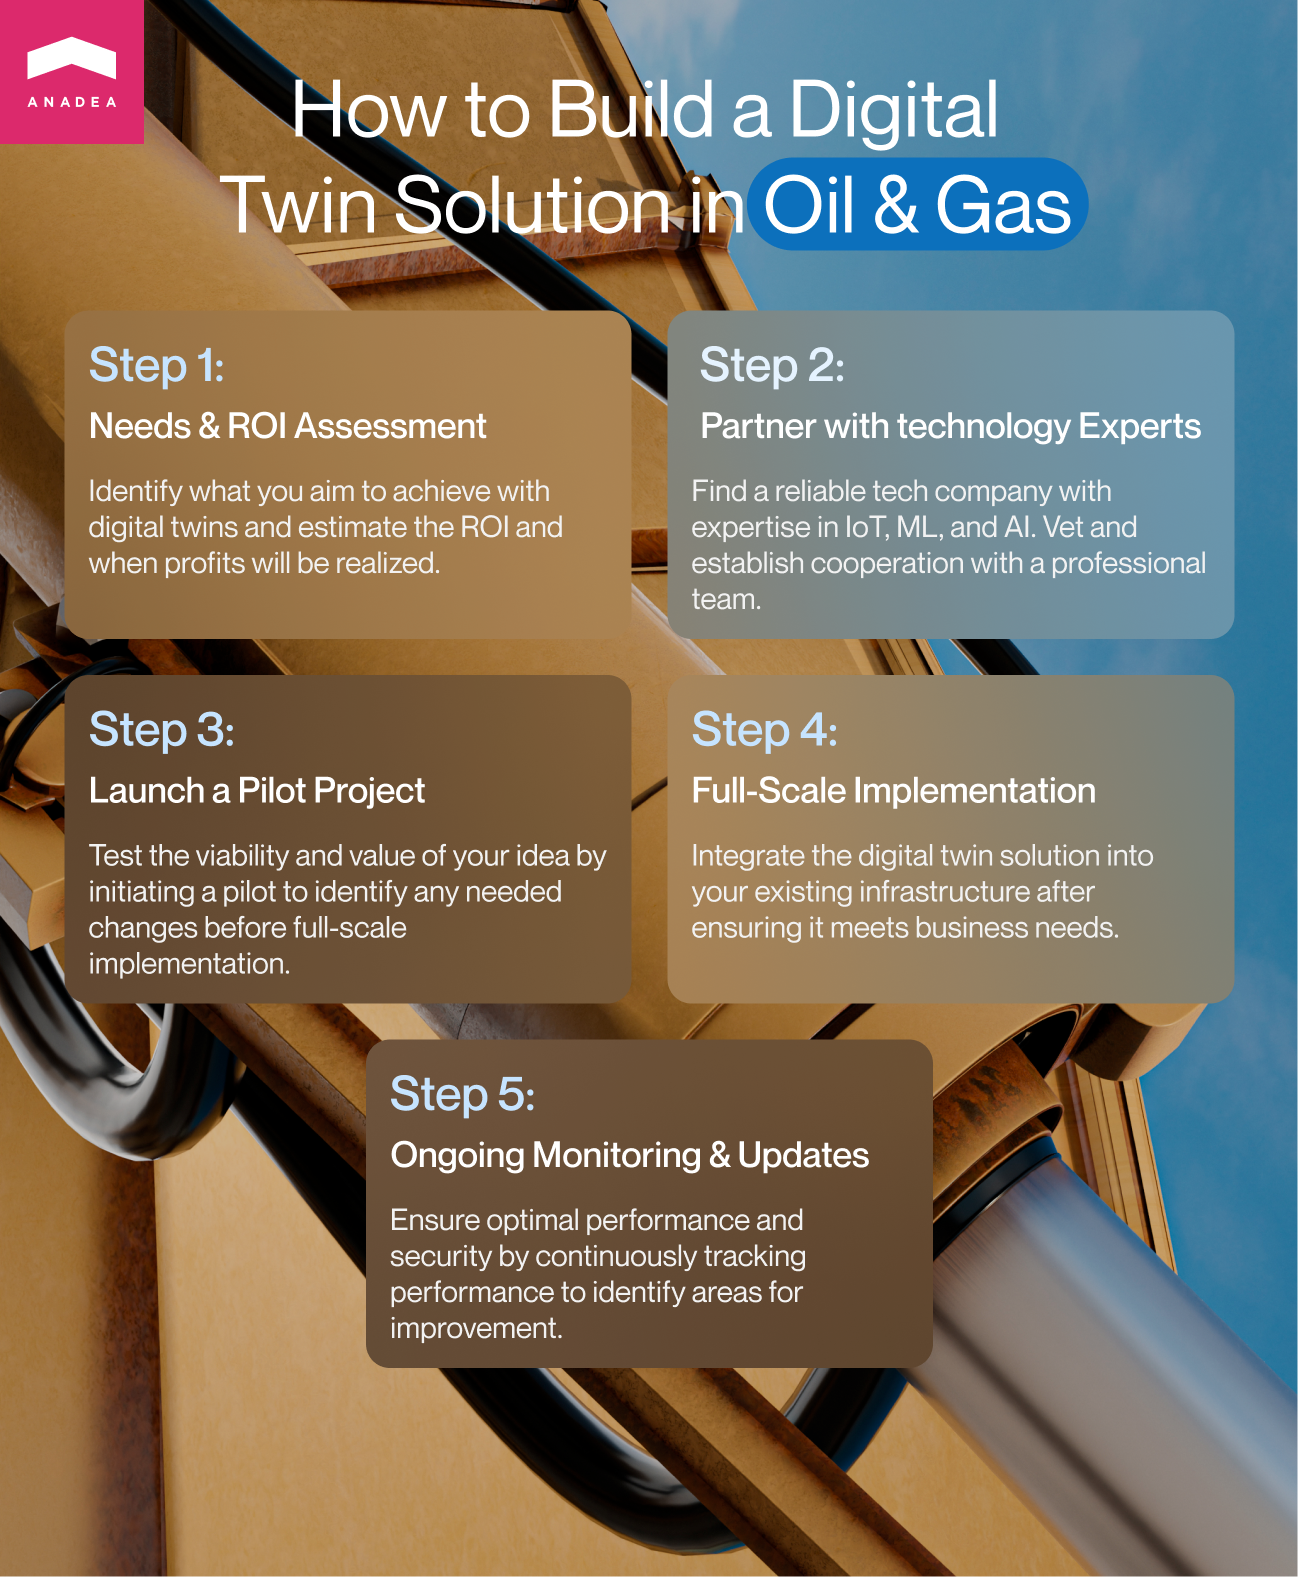 ANADEA
How to Build a Digital
Twin Solution in Oil & Gas
Step 1:
Needs & ROI Assessment
Identify what you aim to achieve with
digital twins and estimate the ROI and
when profits will be realized.
Step 2:
Partner with technology Experts
Find a reliable tech company with
expertise in IoT, ML, and AI. Vet and
establish cooperation with a professional
team.
Step 3:
Launch a Pilot Project
Test the viability and value of your idea by
initiating a pilot to identify any needed
changes before full-scale
implementation.
Step 4:
Full-Scale Implementation
Integrate the digital twin solution into
your existing infrastructure after
ensuring it meets business needs.
Step 5:
Ongoing Monitoring & Updates
Ensure optimal performance and
security by continuously tracking
performance to identify areas for
improvement.